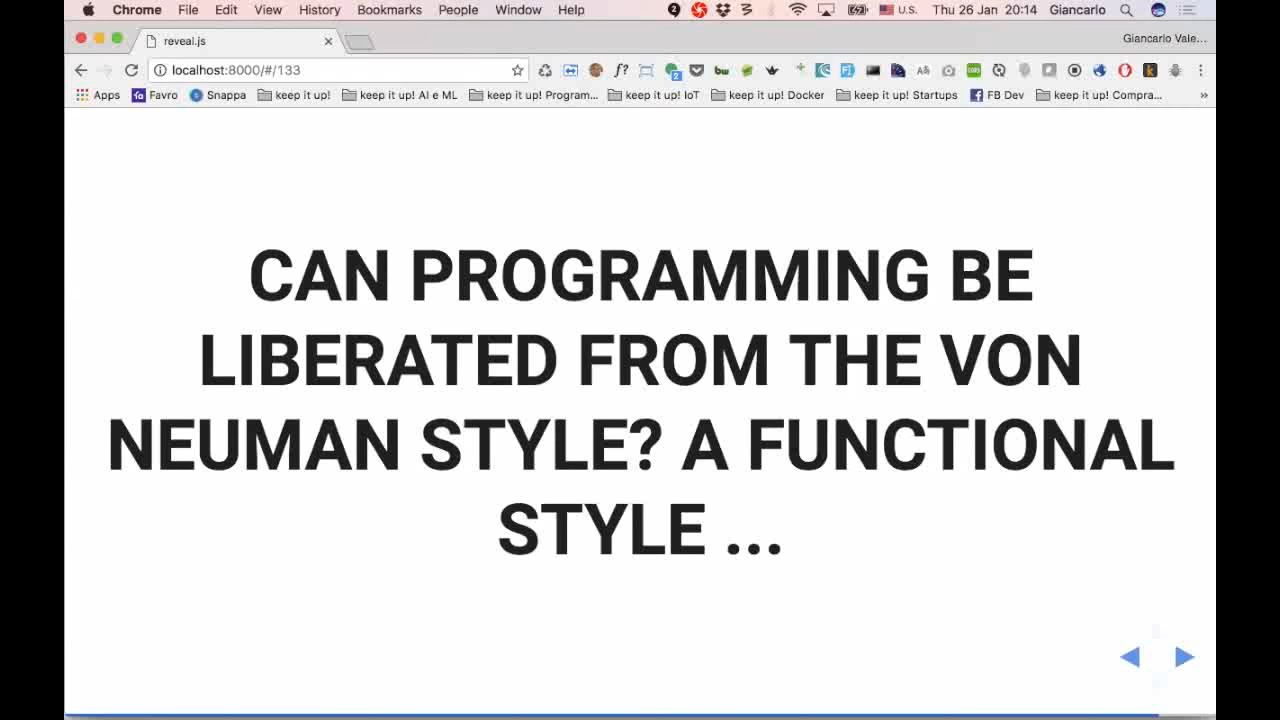 Chrome File Edit View History Bookmarks People Window Help 2 U.S. Thu 26 Jan 20:14 Giancarlo
reveal.js Giancarlo Vale...
localhost:8000/#/133 f? 2 bw
Apps Favro Snappa keep it up! keep it up! AI e ML keep it up! Program... keep it up! IoT keep it up! Docker keep it up! Startups FB Dev keep it up! Compra... »
CAN PROGRAMMING BE
LIBERATED FROM THE VON
NEUMAN STYLE? A FUNCTIONAL
STYLE ...